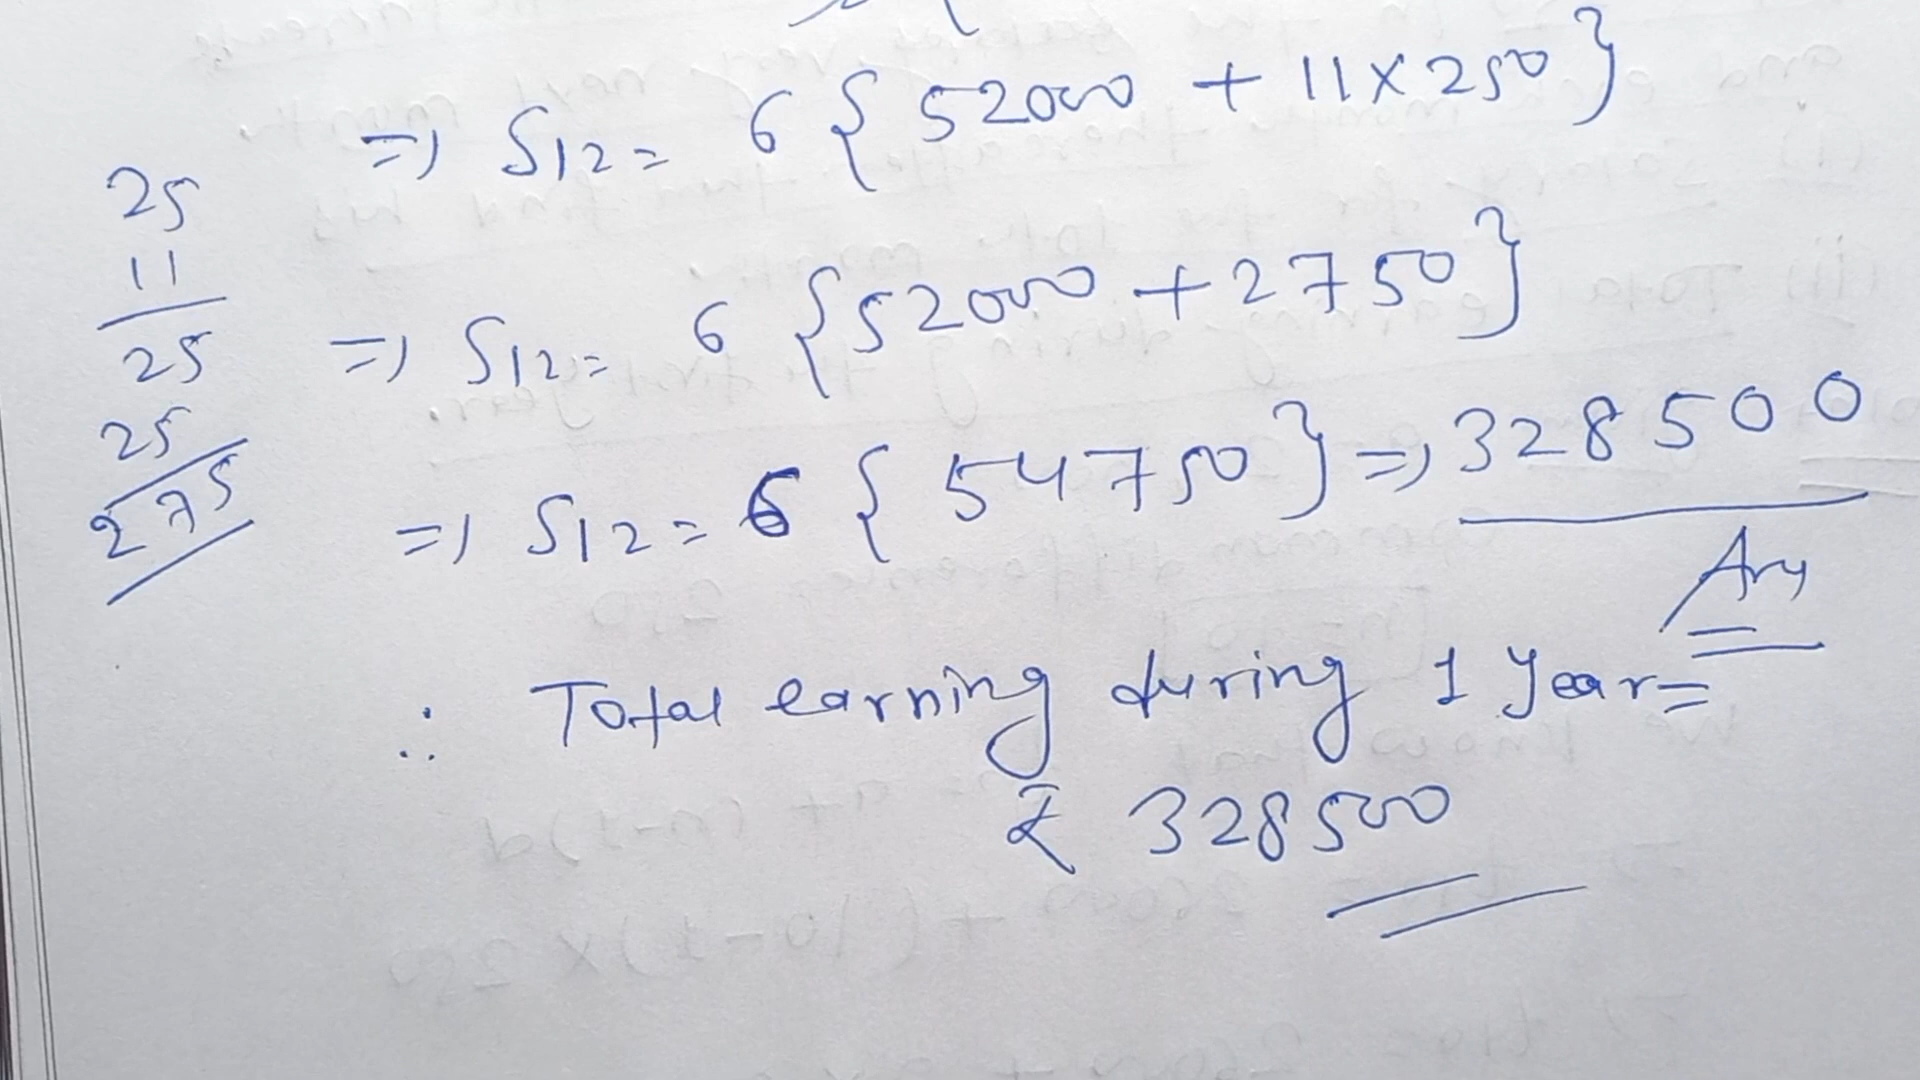 =) S12 = 6 { 52000 + 11 x 250 }
25
11
25
25
275
=) S12 = 6 { 52000 + 2750 }
=) S12 = 6 { 54750 } =) 328500
Ans
∴ Total earning during 1 Year =
₹ 328500